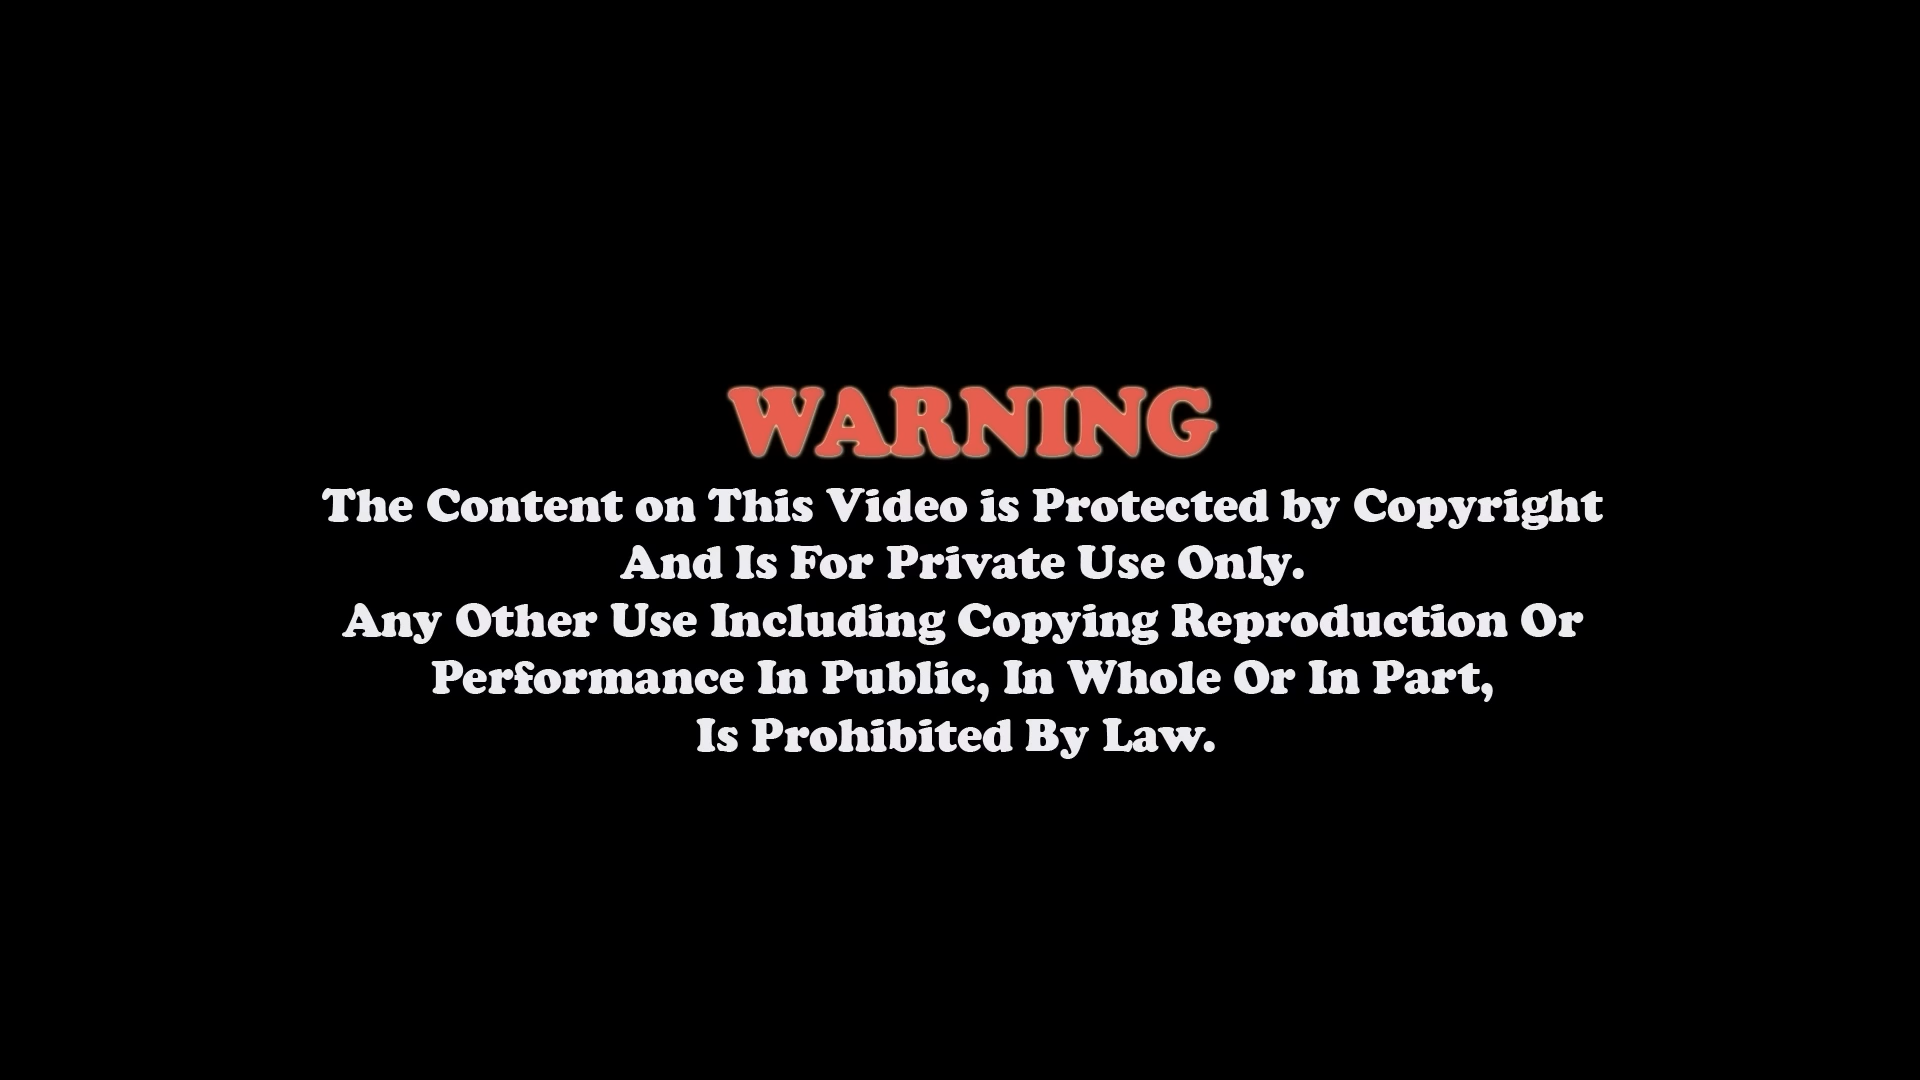 WARNING
The Content on This Video is Protected by Copyright
And Is For Private Use Only.
Any Other Use Including Copying Reproduction Or
Performance In Public, In Whole Or In Part,
Is Prohibited By Law.